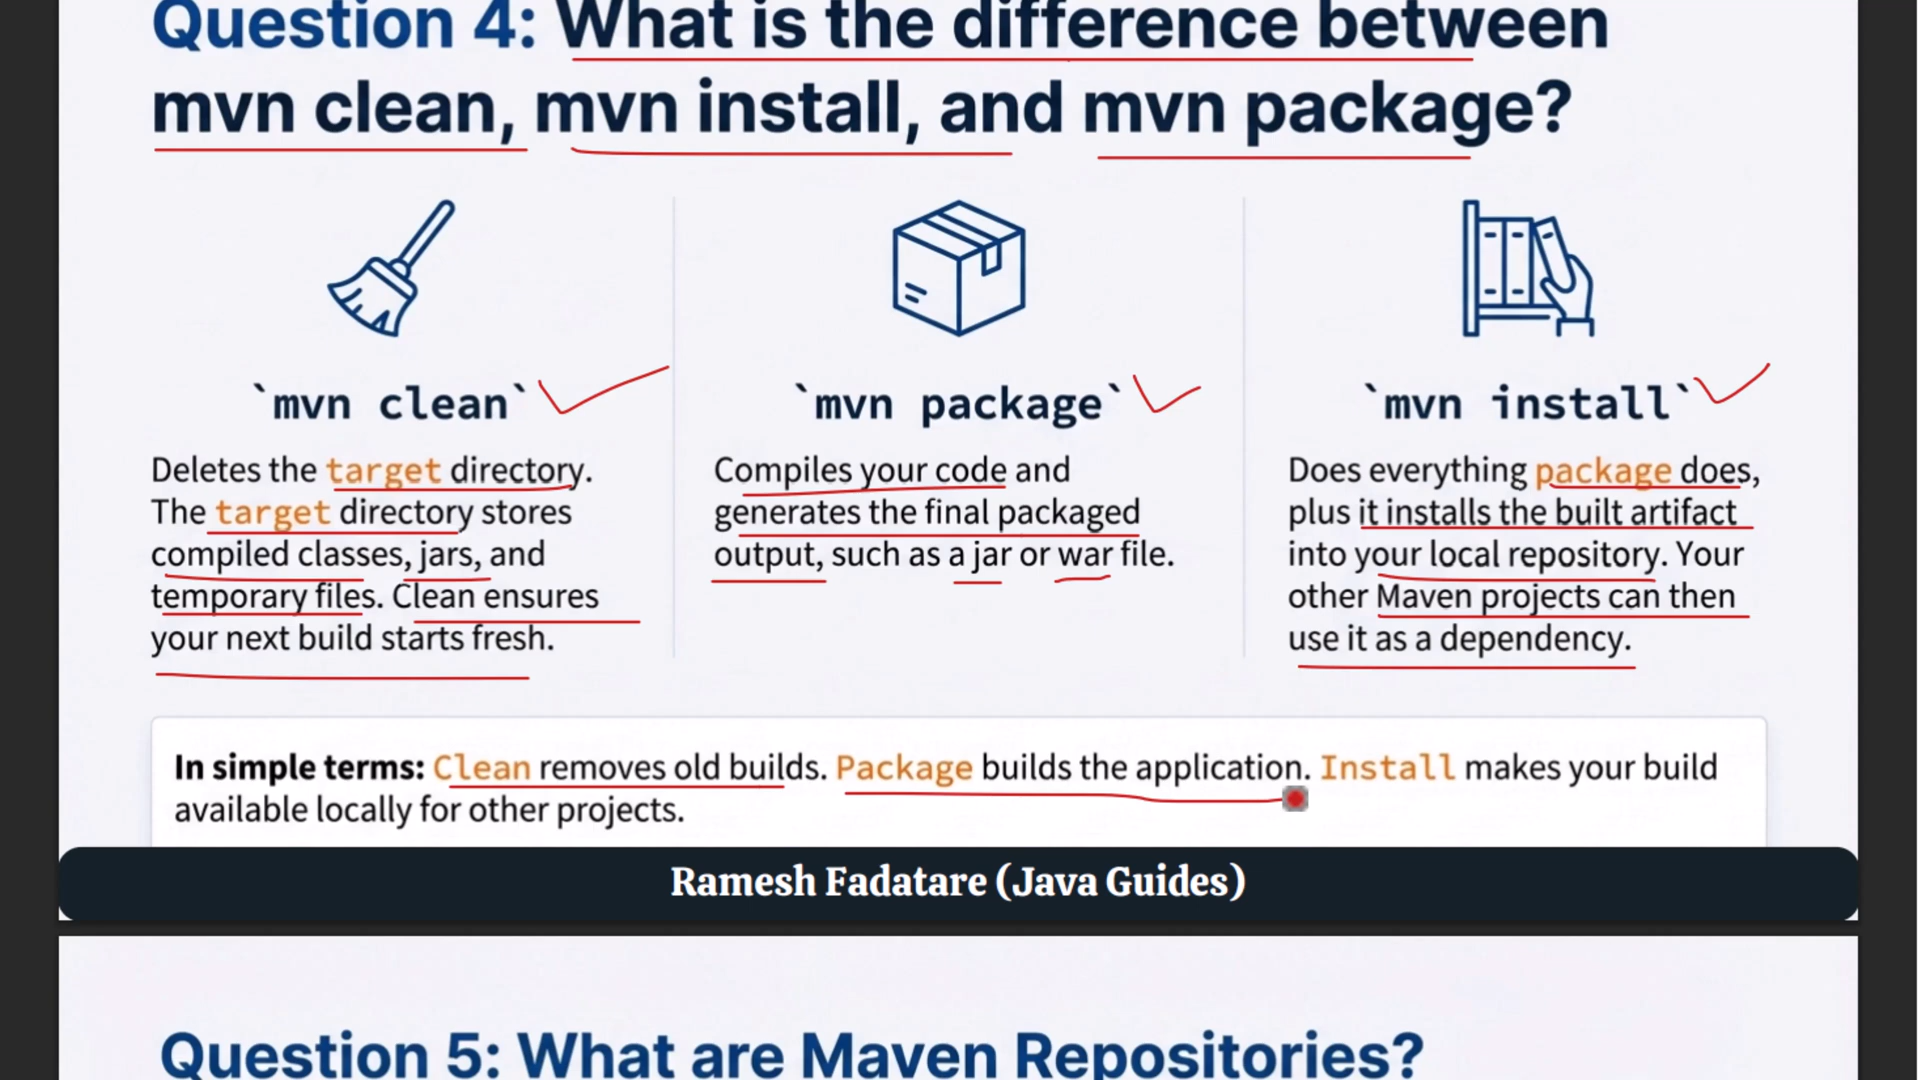 Question 4: What is the difference between
mvn clean, mvn install, and mvn package?
`mvn clean`
Deletes the target directory.
The target directory stores
compiled classes, jars, and
temporary files. Clean ensures
your next build starts fresh.
`mvn package`
Compiles your code and
generates the final packaged
output, such as a jar or war file.
`mvn install`
Does everything package does,
plus it installs the built artifact
into your local repository. Your
other Maven projects can then
use it as a dependency.
In simple terms: Clean removes old builds. Package builds the application. Install makes your build
available locally for other projects.
Ramesh Fadatare (Java Guides)
Question 5: What are Maven Repositories?